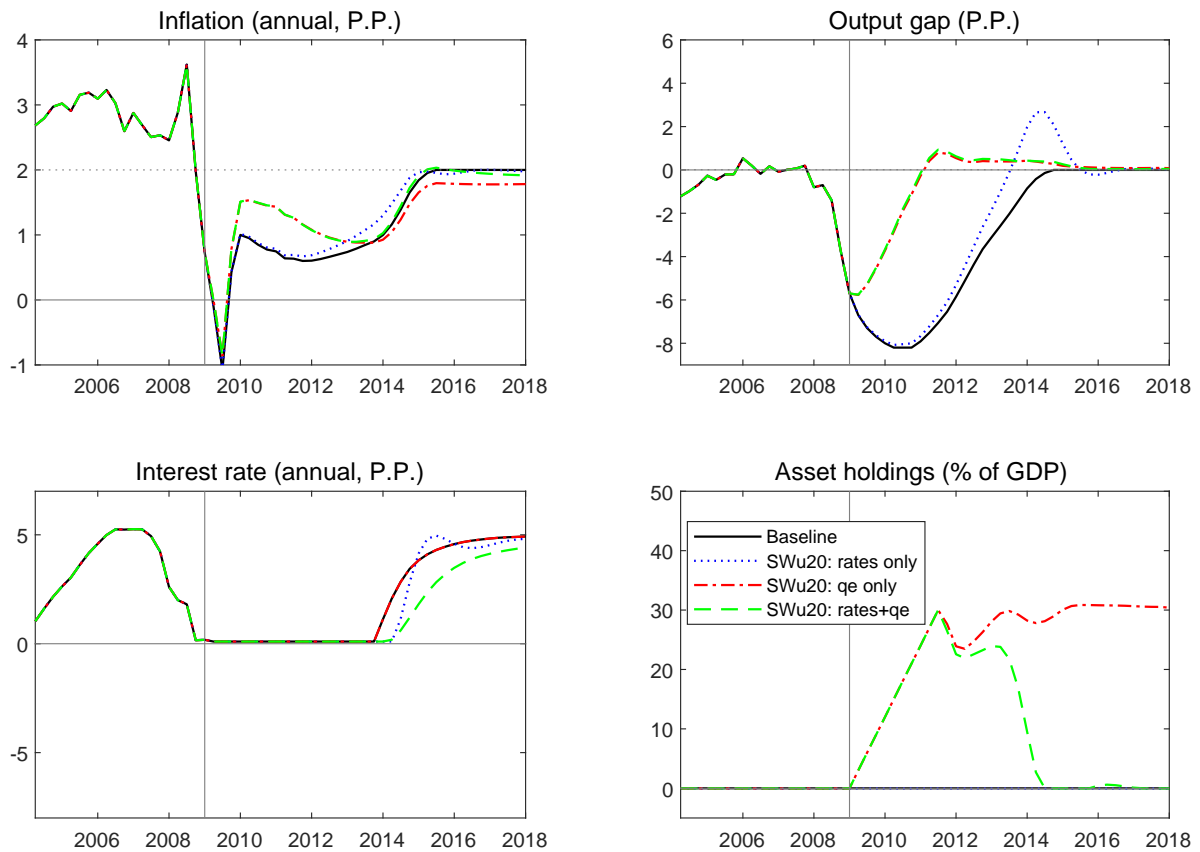 Inflation (annual, P.P.)
4
3
2
1
0
-1
2006 2008 2010 2012 2014 2016 2018
Output gap (P.P.)
6
4
2
0
-2
-4
-6
-8
2006 2008 2010 2012 2014 2016 2018
Interest rate (annual, P.P.)
5
0
-5
2006 2008 2010 2012 2014 2016 2018
Asset holdings (% of GDP)
50
40
30
20
10
0
Baseline
SWu20: rates only
SWu20: qe only
SWu20: rates+qe
2006 2008 2010 2012 2014 2016 2018